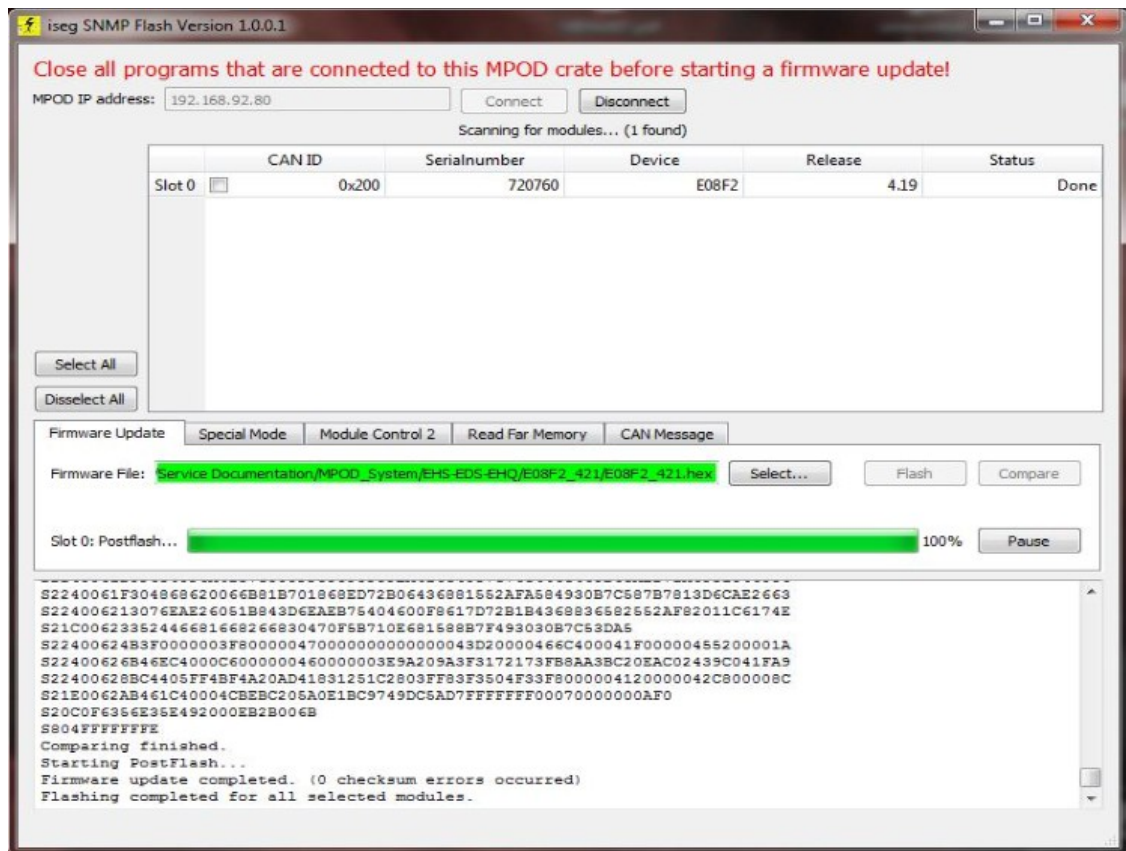 iseg SNMP Flash Version 1.0.0.1
Close all programs that are connected to this MPOD crate before starting a firmware update!
MPOD IP address: 192.168.92.80 Connect Disconnect
Scanning for modules... (1 found)
CAN ID Serialnumber Device Release Status
Slot 0 0x200 720760 E08F2 4.19 Done
Select All
Disselect All
Firmware Update Special Mode Module Control 2 Read Far Memory CAN Message
Firmware File: Service Documentation/MPOD_System/EHS-EDS-EHQ/E08F2_421/E08F2_421.hex Select... Flash Compare
Slot 0: Postflash... 100% Pause
S22400061F304868620066B81B701868ED72B06436881552AFA584930B7C587B7813D6CAE2663
S224006213076EAE26051B843D6EAEB75404600F8617D72B1B4368836582552AF82011C6174E
S21C00623352446681668266830470F5B710E681588B7F493030B7C53DA5
S22400624B3F0000003F8000004700000000000000043D20000466C400041F00000455200001A
S22400626B46EC4000C6000000460000003E9A209A3F3172173FB8AA3BC20EAC02439C041FA9
S22400628BC4405FF4BF4A20AD41831251C2803FF83F3504F33F8000004120000042C800008C
S21E0062AB461C40004CBEBC205A0E1BC9749DC5AD7FFFFFFF00070000000AF0
S20C0F6356E35E492000EB2B006B
S804FFFFFFFE
Comparing finished.
Starting PostFlash...
Firmware update completed. (0 checksum errors occurred)
Flashing completed for all selected modules.